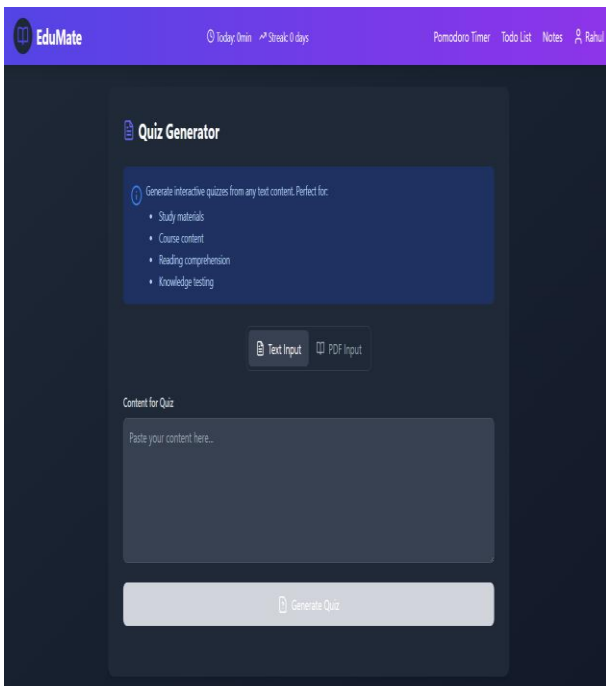 EduMate
Today: 0min Streak: 0 days
Pomodoro Timer Todo List Notes Rahul
Quiz Generator
Generate interactive quizzes from any text content. Perfect for:
• Study materials
• Course content
• Reading comprehension
• Knowledge testing
Text Input PDF Input
Content for Quiz
Paste your content here...
Generate Quiz